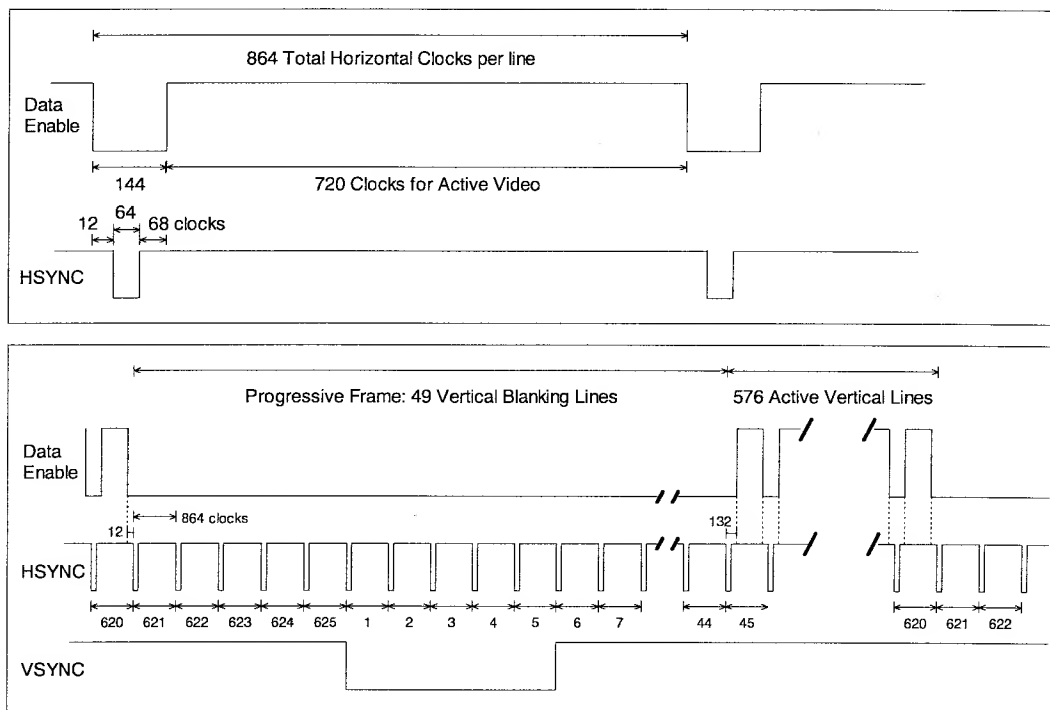 864 Total Horizontal Clocks per line
Data
Enable
144
720 Clocks for Active Video
64
12
68 clocks
HSYNC
Progressive Frame: 49 Vertical Blanking Lines
576 Active Vertical Lines
Data
Enable
12
864 clocks
132
HSYNC
620 621 622 623 624 625 1 2 3 4 5 6 7 44 45 620 621 622
VSYNC